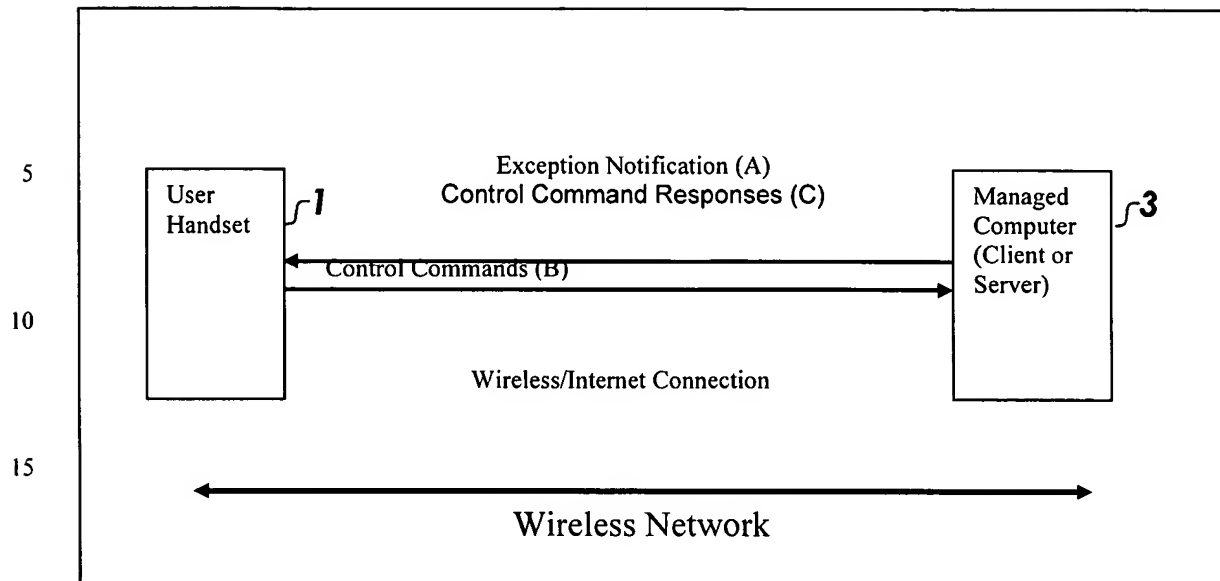 5
Exception Notification (A)
Control Command Responses (C)
User
Handset
1
Managed
Computer
(Client or
Server)
3
Control Commands (B)
10
Wireless/Internet Connection
15
Wireless Network